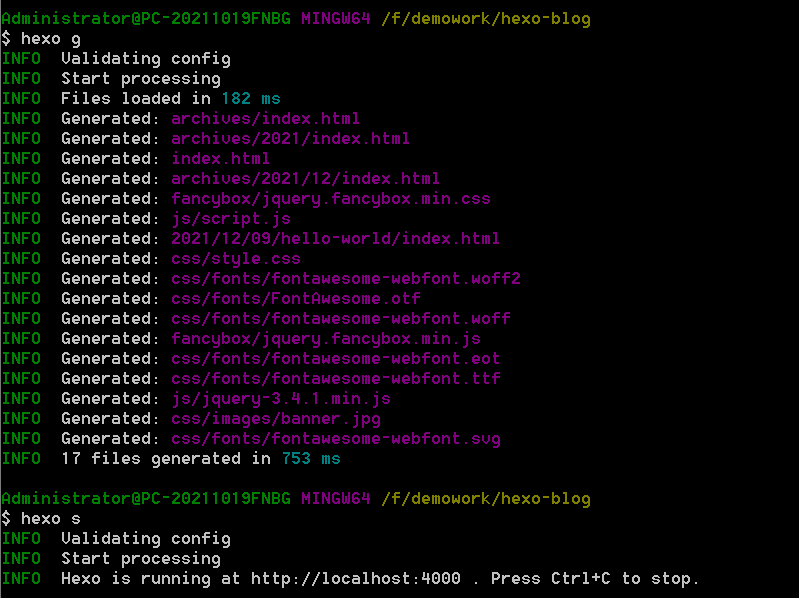 Administrator@PC-20211019FNBG MINGW64 /f/demowork/hexo-blog
$ hexo g
INFO  Validating config
INFO  Start processing
INFO  Files loaded in 182 ms
INFO  Generated: archives/index.html
INFO  Generated: archives/2021/index.html
INFO  Generated: index.html
INFO  Generated: archives/2021/12/index.html
INFO  Generated: fancybox/jquery.fancybox.min.css
INFO  Generated: js/script.js
INFO  Generated: 2021/12/09/hello-world/index.html
INFO  Generated: css/style.css
INFO  Generated: css/fonts/fontawesome-webfont.woff2
INFO  Generated: css/fonts/FontAwesome.otf
INFO  Generated: css/fonts/fontawesome-webfont.woff
INFO  Generated: fancybox/jquery.fancybox.min.js
INFO  Generated: css/fonts/fontawesome-webfont.eot
INFO  Generated: css/fonts/fontawesome-webfont.ttf
INFO  Generated: js/jquery-3.4.1.min.js
INFO  Generated: css/images/banner.jpg
INFO  Generated: css/fonts/fontawesome-webfont.svg
INFO  17 files generated in 753 ms
Administrator@PC-20211019FNBG MINGW64 /f/demowork/hexo-blog
$ hexo s
INFO  Validating config
INFO  Start processing
INFO  Hexo is running at http://localhost:4000 . Press Ctrl+C to stop.